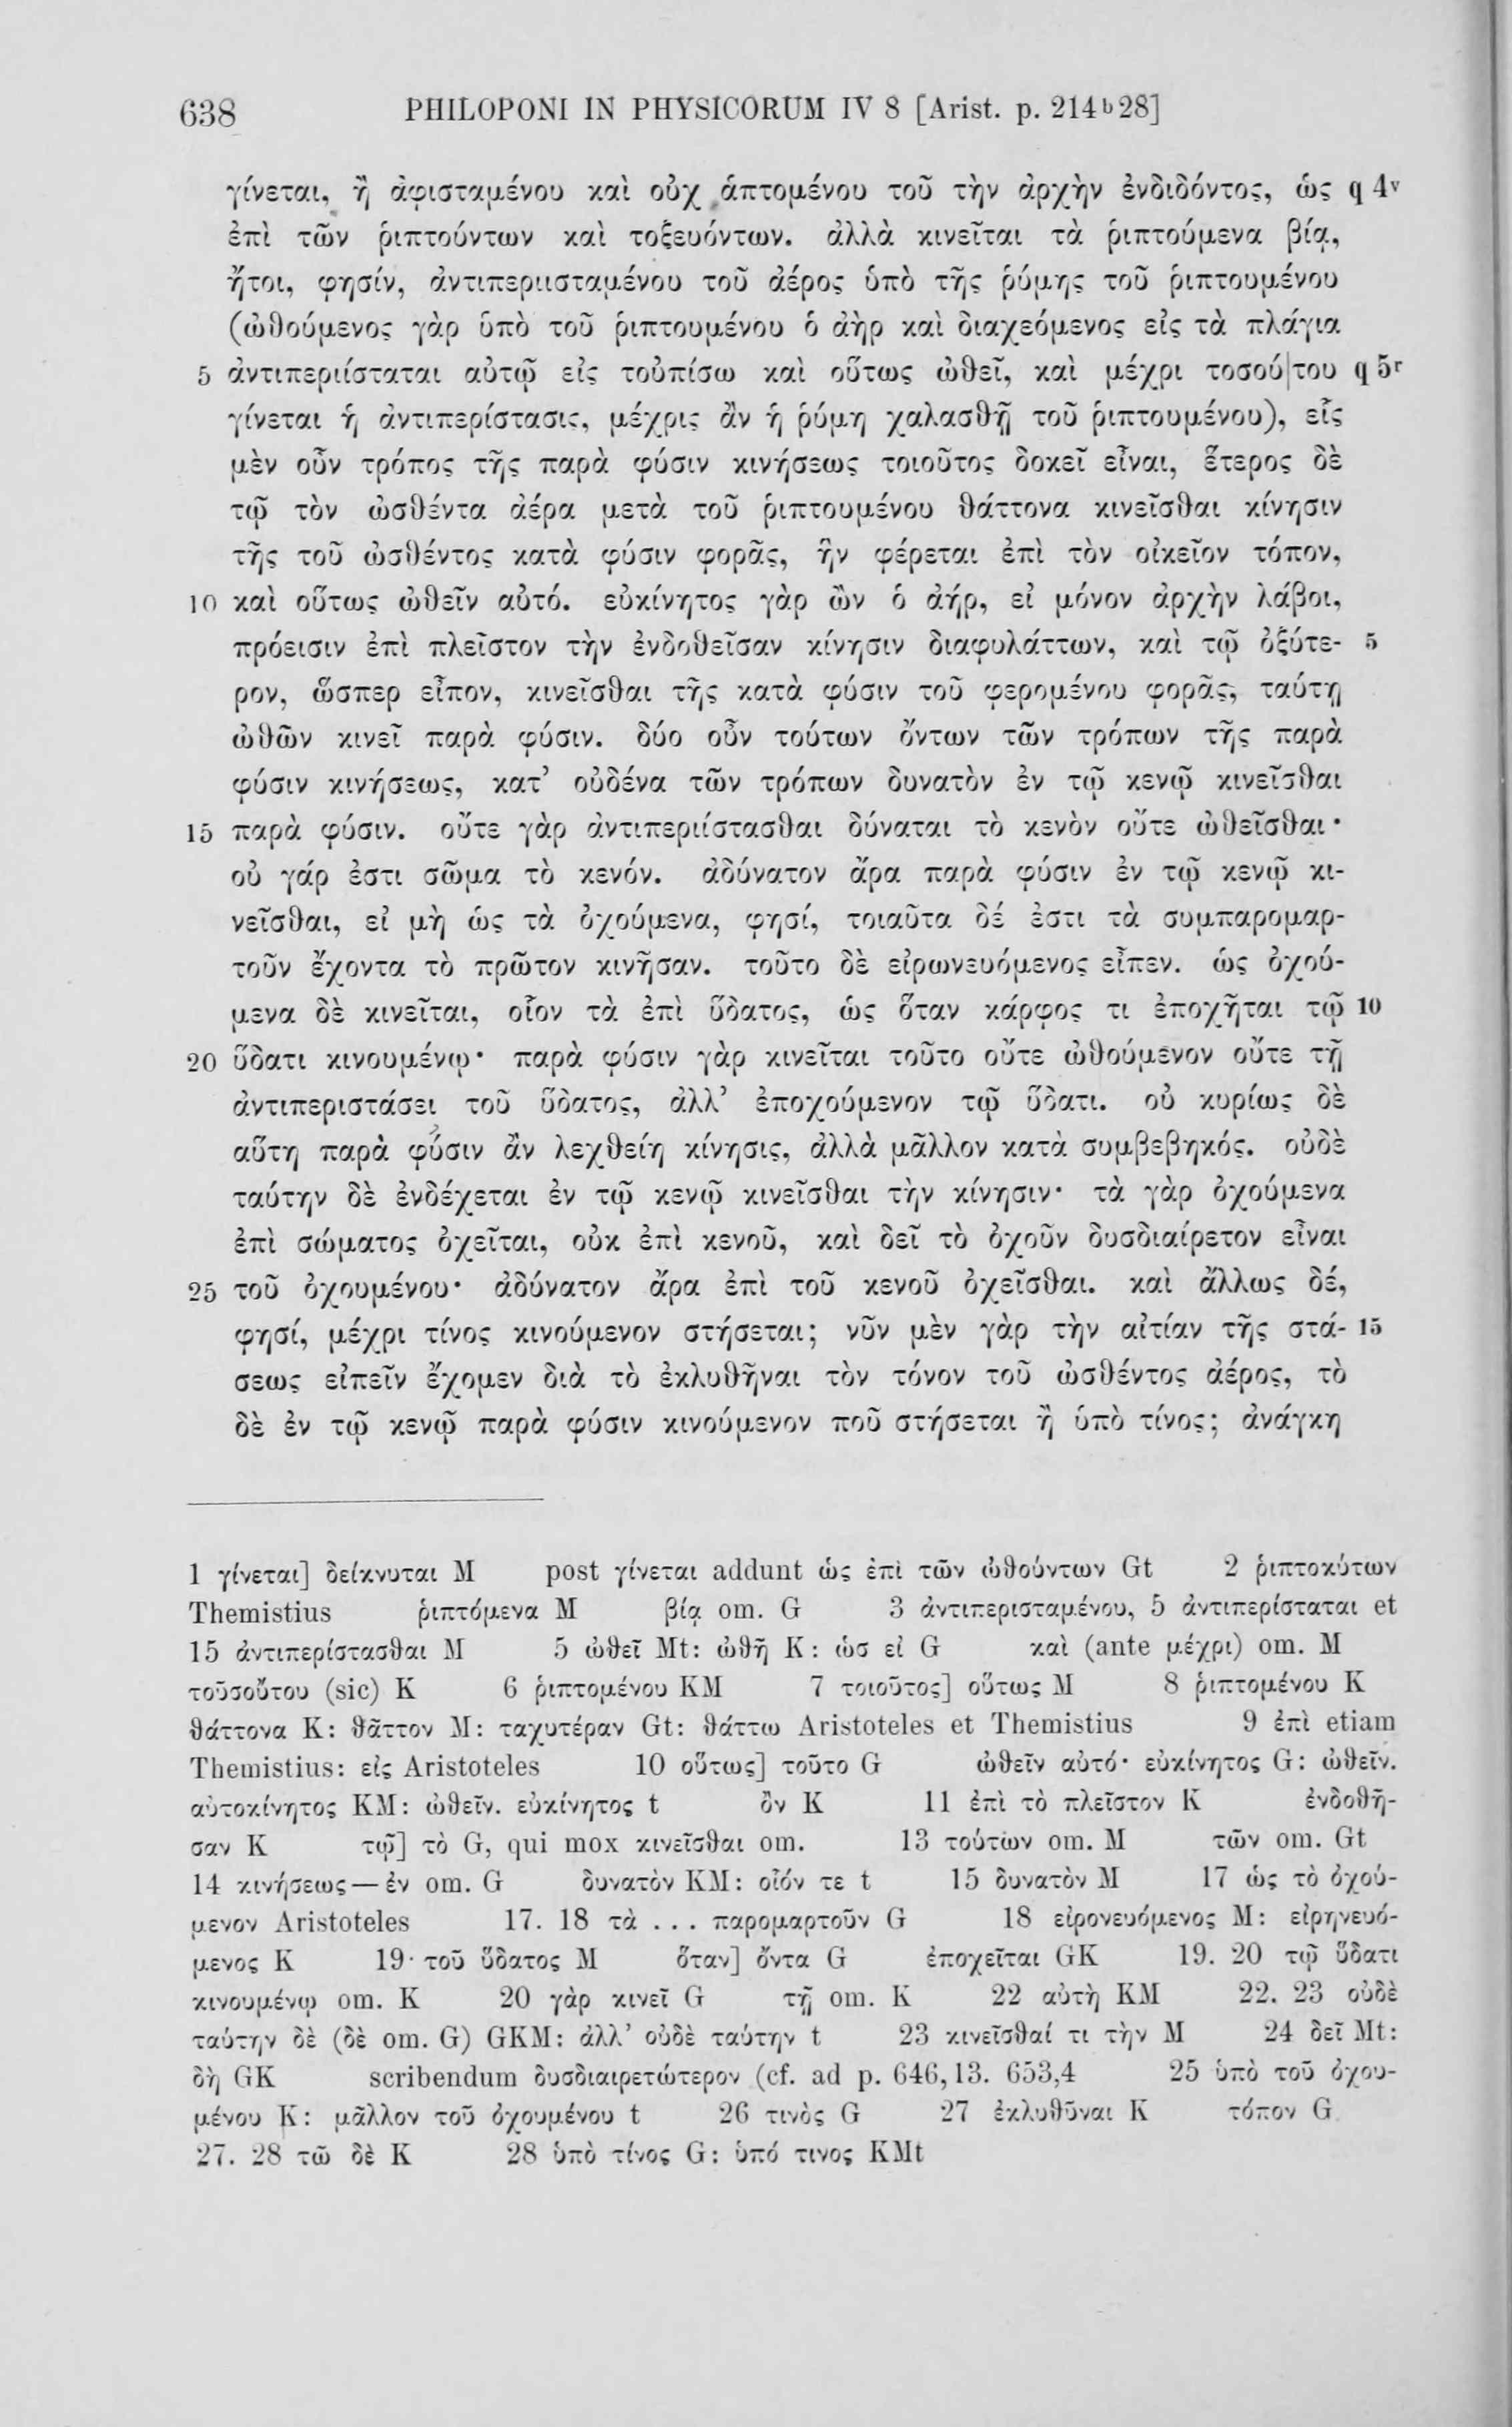 638 PHILOPONI IN PHYSICORUM IV 8 [Arist. p. 214ᵇ28]
γίνεται, ἢ ἀφισταμένου καὶ οὐχ ἁπτομένου τοῦ τὴν ἀρχὴν ἐνδιδόντος, ὡς q 4ᵛ
ἐπὶ τῶν ῥιπτούντων καὶ τοξευόντων. ἀλλὰ κινεῖται τὰ ῥιπτούμενα βίᾳ,
ἤτοι, φησίν, ἀντιπεριισταμένου τοῦ ἀέρος ὑπὸ τῆς ῥύμης τοῦ ῥιπτουμένου
(ὠθούμενος γὰρ ὑπὸ τοῦ ῥιπτουμένου ὁ ἀὴρ καὶ διαχεόμενος εἰς τὰ πλάγια
5 ἀντιπεριίσταται αὐτῷ εἰς τοὐπίσω καὶ οὕτως ὠθεῖ, καὶ μέχρι τοσού|του q 5ʳ
γίνεται ἡ ἀντιπερίστασις, μέχρις ἂν ἡ ῥύμη χαλασθῇ τοῦ ῥιπτουμένου), εἷς
μὲν οὖν τρόπος τῆς παρὰ φύσιν κινήσεως τοιοῦτος δοκεῖ εἶναι, ἕτερος δὲ
τῷ τὸν ὠσθέντα ἀέρα μετὰ τοῦ ῥιπτουμένου θάττονα κινεῖσθαι κίνησιν
τῆς τοῦ ὠσθέντος κατὰ φύσιν φορᾶς, ἣν φέρεται ἐπὶ τὸν οἰκεῖον τόπον,
10 καὶ οὕτως ὠθεῖν αὐτό. εὐκίνητος γὰρ ὢν ὁ ἀήρ, εἰ μόνον ἀρχὴν λάβοι,
πρόεισιν ἐπὶ πλεῖστον τὴν ἐνδοθεῖσαν κίνησιν διαφυλάττων, καὶ τῷ ὀξύτε- 5
ρον, ὥσπερ εἶπον, κινεῖσθαι τῆς κατὰ φύσιν τοῦ φερομένου φορᾶς, ταύτῃ
ὠθῶν κινεῖ παρὰ φύσιν. δύο οὖν τούτων ὄντων τῶν τρόπων τῆς παρὰ
φύσιν κινήσεως, κατ’ οὐδένα τῶν τρόπων δυνατὸν ἐν τῷ κενῷ κινεῖσθαι
15 παρὰ φύσιν. οὔτε γὰρ ἀντιπεριίστασθαι δύναται τὸ κενὸν οὔτε ὠθεῖσθαι·
οὐ γάρ ἐστι σῶμα τὸ κενόν. ἀδύνατον ἄρα παρὰ φύσιν ἐν τῷ κενῷ κι-
νεῖσθαι, εἰ μὴ ὡς τὰ ὀχούμενα, φησί, τοιαῦτα δέ ἐστι τὰ συμπαρομαρ-
τοῦν ἔχοντα τὸ πρῶτον κινῆσαν. τοῦτο δὲ εἰρωνευόμενος εἶπεν. ὡς ὀχού-
μενα δὲ κινεῖται, οἷον τὰ ἐπὶ ὕδατος, ὡς ὅταν κάρφος τι ἐποχῆται τῷ 10
20 ὕδατι κινουμένῳ· παρὰ φύσιν γὰρ κινεῖται τοῦτο οὔτε ὠθούμενον οὔτε τῇ
ἀντιπεριστάσει τοῦ ὕδατος, ἀλλ’ ἐποχούμενον τῷ ὕδατι. οὐ κυρίως δὲ
αὕτη παρὰ φύσιν ἂν λεχθείη κίνησις, ἀλλὰ μᾶλλον κατὰ συμβεβηκός. οὐδὲ
ταύτην δὲ ἐνδέχεται ἐν τῷ κενῷ κινεῖσθαι τὴν κίνησιν· τὰ γὰρ ὀχούμενα
ἐπὶ σώματος ὀχεῖται, οὐκ ἐπὶ κενοῦ, καὶ δεῖ τὸ ὀχοῦν δυσδιαίρετον εἶναι
25 τοῦ ὀχουμένου· ἀδύνατον ἄρα ἐπὶ τοῦ κενοῦ ὀχεῖσθαι. καὶ ἄλλως δέ,
φησί, μέχρι τίνος κινούμενον στήσεται; νῦν μὲν γὰρ τὴν αἰτίαν τῆς στά- 15
σεως εἰπεῖν ἔχομεν διὰ τὸ ἐκλυθῆναι τὸν τόνον τοῦ ὠσθέντος ἀέρος, τὸ
δὲ ἐν τῷ κενῷ παρὰ φύσιν κινούμενον ποῦ στήσεται ἢ ὑπὸ τίνος; ἀνάγκη
1 γίνεται] δείκνυται M post γίνεται addunt ὡς ἐπὶ τῶν ὠθούντων Gt 2 ῥιπτοκύτων
Themistius ῥιπτόμενα M βίᾳ om. G 3 ἀντιπερισταμένου, 5 ἀντιπερίσταται et
15 ἀντιπερίστασθαι M 5 ὠθεῖ Mt: ὠθῆ K: ὡσ εἰ G καὶ (ante μέχρι) om. M
τοῦσοῦτου (sic) K 6 ῥιπτομένου KM 7 τοιοῦτος] οὕτως M 8 ῥιπτομένου K
θάττονα K: θᾶττον M: ταχυτέραν Gt: θάττω Aristoteles et Themistius 9 ἐπὶ etiam
Themistius: εἰς Aristoteles 10 οὕτως] τοῦτο G ὠθεῖν αὐτό· εὐκίνητος G: ὠθεῖν.
αὐτοκίνητος KM: ὠθεῖν. εὐκίνητος t ὂν K 11 ἐπὶ τὸ πλεῖστον K ἐνδοθῆ-
σαν K τῷ] τὸ G, qui mox κινεῖσθαι om. 13 τούτων om. M τῶν om. Gt
14 κινήσεως — ἐν om. G δυνατὸν KM: οἷόν τε t 15 δυνατὸν M 17 ὡς τὸ ὀχού-
μενον Aristoteles 17. 18 τὰ ... παρομαρτοῦν G 18 εἰρονευόμενος M: εἰρηνευό-
μενος K 19 τοῦ ὕδατος M ὅταν] ὄντα G ἐποχεῖται GK 19. 20 τῷ ὕδατι
κινουμένῳ om. K 20 γὰρ κινεῖ G τῇ om. K 22 αὐτὴ KM 22. 23 οὐδὲ
ταύτην δὲ (δὲ om. G) GKM: ἀλλ’ οὐδὲ ταύτην t 23 κινεῖσθαί τι τὴν M 24 δεῖ Mt:
δὴ GK scribendum δυσδιαιρετώτερον (cf. ad p. 646,13. 653,4 25 ὑπὸ τοῦ ὀχου-
μένου K: μᾶλλον τοῦ ὀχουμένου t 26 τινὸς G 27 ἐκλυθῦναι K τόπον G
27. 28 τῶ δὲ K 28 ὑπὸ τίνος G: ὑπό τινος KMt